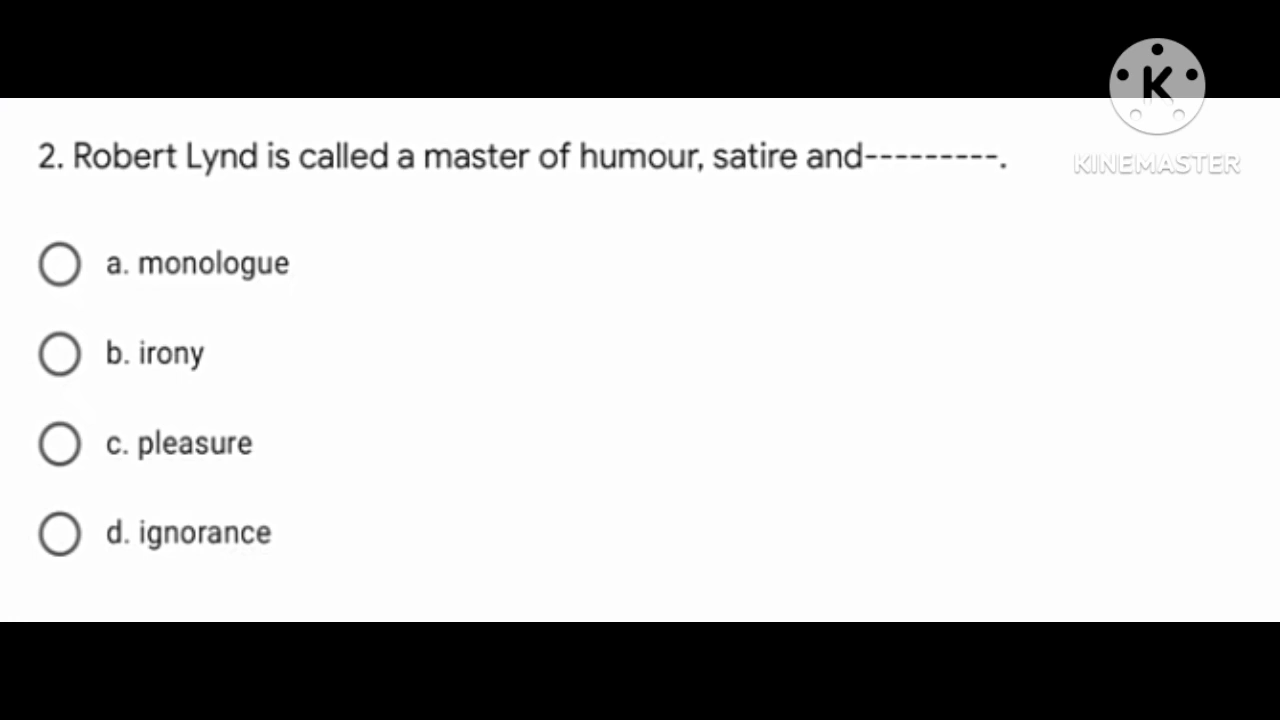 K
KINEMASTER
2. Robert Lynd is called a master of humour, satire and---------.
a. monologue
b. irony
c. pleasure
d. ignorance